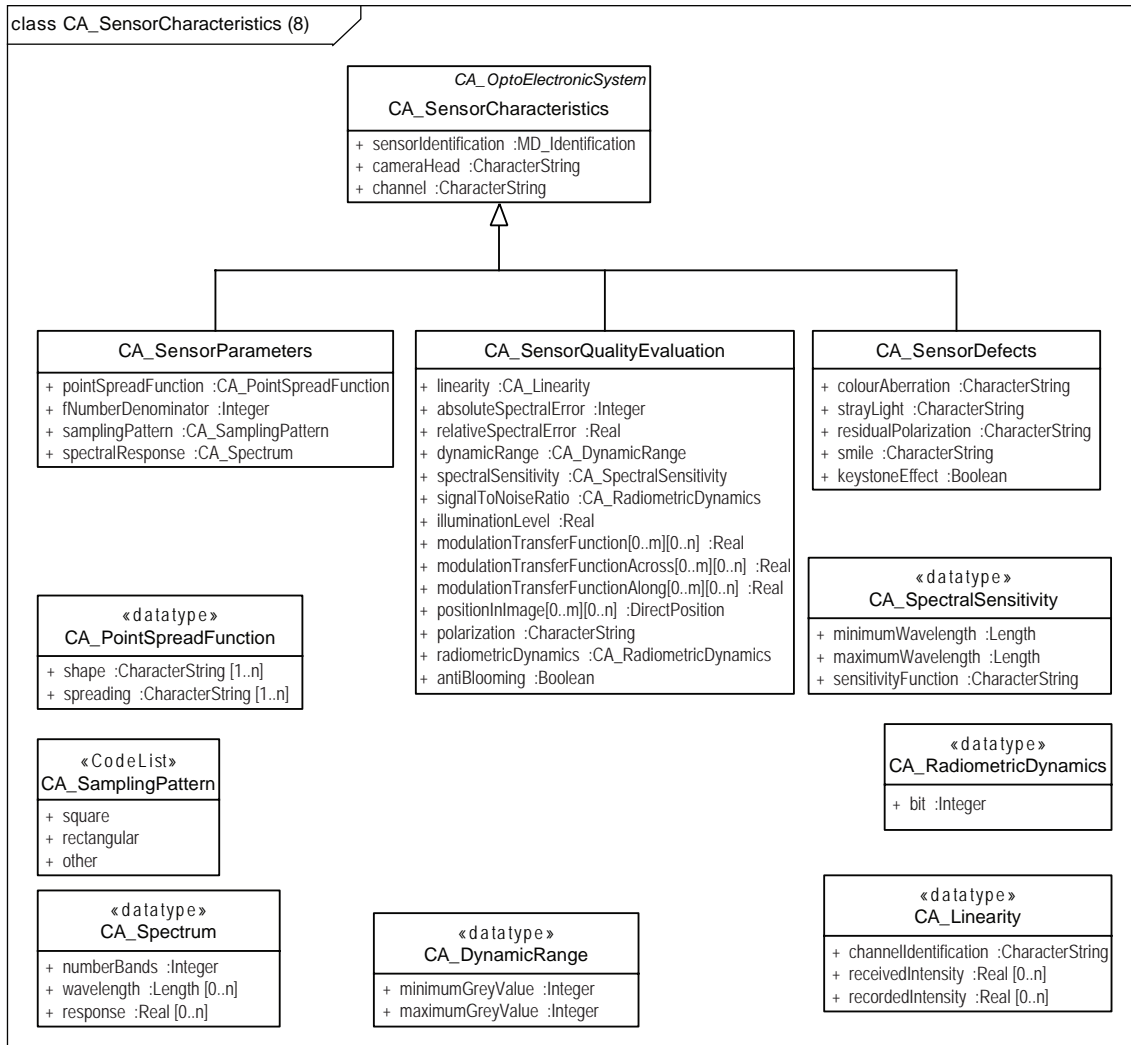 class CA_SensorCharacteristics (8)
CA_OptoElectronicSystem
CA_SensorCharacteristics
+ sensorIdentification :MD_Identification
+ cameraHead :CharacterString
+ channel :CharacterString
CA_SensorParameters
+ pointSpreadFunction :CA_PointSpreadFunction
+ fNumberDenominator :Integer
+ samplingPattern :CA_SamplingPattern
+ spectralResponse :CA_Spectrum
CA_SensorQualityEvaluation
+ linearity :CA_Linearity
+ absoluteSpectralError :Integer
+ relativeSpectralError :Real
+ dynamicRange :CA_DynamicRange
+ spectralSensitivity :CA_SpectralSensitivity
+ signalToNoiseRatio :CA_RadiometricDynamics
+ illuminationLevel :Real
+ modulationTransferFunction[0..m][0..n] :Real
+ modulationTransferFunctionAcross[0..m][0..n] :Real
+ modulationTransferFunctionAlong[0..m][0..n] :Real
+ positionInImage[0..m][0..n] :DirectPosition
+ polarization :CharacterString
+ radiometricDynamics :CA_RadiometricDynamics
+ antiBlooming :Boolean
CA_SensorDefects
+ colourAberration :CharacterString
+ strayLight :CharacterString
+ residualPolarization :CharacterString
+ smile :CharacterString
+ keystoneEffect :Boolean
«datatype»
CA_PointSpreadFunction
+ shape :CharacterString [1..n]
+ spreading :CharacterString [1..n]
«datatype»
CA_SpectralSensitivity
+ minimumWavelength :Length
+ maximumWavelength :Length
+ sensitivityFunction :CharacterString
«CodeList»
CA_SamplingPattern
+ square
+ rectangular
+ other
«datatype»
CA_RadiometricDynamics
+ bit :Integer
«datatype»
CA_Spectrum
+ numberBands :Integer
+ wavelength :Length [0..n]
+ response :Real [0..n]
«datatype»
CA_DynamicRange
+ minimumGreyValue :Integer
+ maximumGreyValue :Integer
«datatype»
CA_Linearity
+ channelIdentification :CharacterString
+ receivedIntensity :Real [0..n]
+ recordedIntensity :Real [0..n]